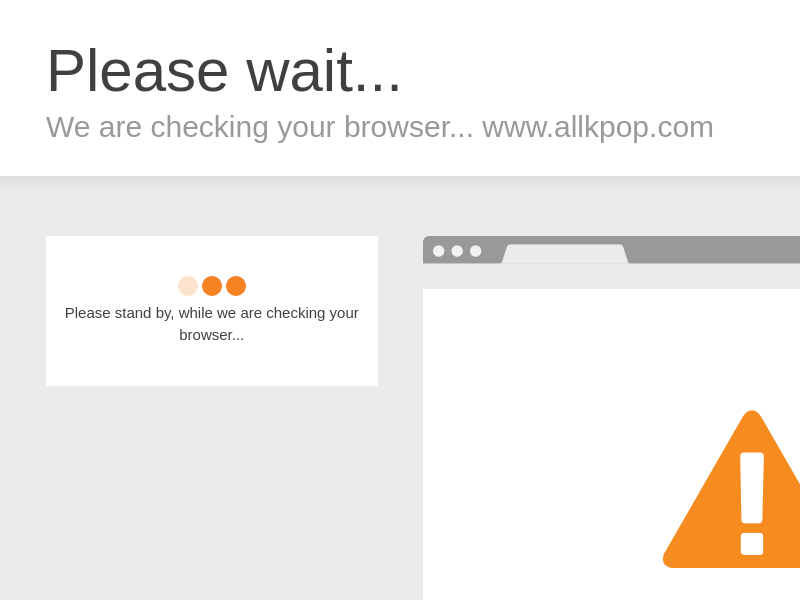 Please wait...
We are checking your browser... www.allkpop.com
Please stand by, while we are checking your
browser...